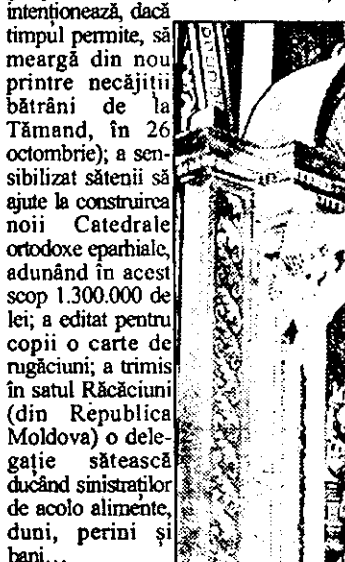 intenționează, dacă
timpul permite, să
meargă din nou
printre necăjiții
bătrâni de la
Tămand, în 26
octombrie); a sen-
sibilizat sătenii să
ajute la construirea
noii Catedrale
ortodoxe eparhiale,
adunând în acest
scop 1.300.000 de
lei; a editat pentru
copii o carte de
rugăciuni; a trimis
în satul Răcăciuni
(din Republica
Moldova) o dele-
gație sătească
ducând sinistraților
de acolo alimente,
duni, perini și
bani...